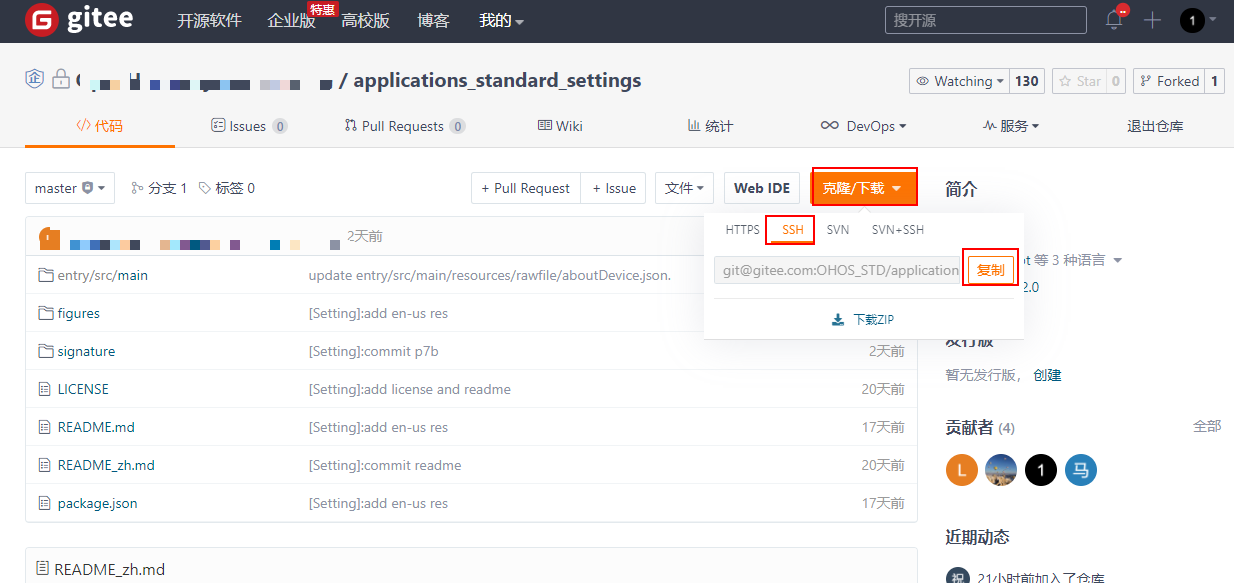 G gitee 开源软件 企业版 特惠 高校版 博客 我的 搜开源 1
企 / applications_standard_settings Watching 130 Star 0 Forked 1
代码 Issues 0 Pull Requests 0 Wiki 统计 DevOps 服务 退出仓库
master 分支 1 标签 0 + Pull Request + Issue 文件 Web IDE 克隆/下载 简介
L 2天前 HTTPS SSH SVN SVN+SSH
等 3 种语言
git@gitee.com:OHOS_STD/application 复制
entry/src/main update entry/src/main/resources/rawfile/aboutDevice.json.
2.0
figures [Setting]:add en-us res 下载ZIP
发行版
signature [Setting]:commit p7b 2天前
暂无发行版， 创建
LICENSE [Setting]:add license and readme 20天前
README.md [Setting]:add en-us res 17天前
贡献者 (4) 全部
README_zh.md [Setting]:commit readme 20天前
L 1 马
package.json [Setting]:add en-us res 17天前
近期动态
README_zh.md
祝 21小时前加入了仓库